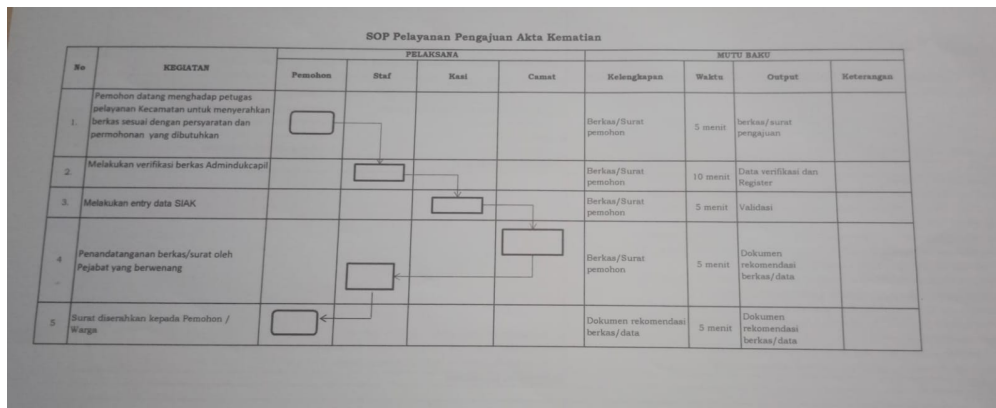 SOP Pelayanan Pengajuan Akta Kematian
No
KEGIATAN
PELAKSANA
MUTU BAKU
Pemohon
Staf
Kasi
Camat
Kelengkapan
Waktu
Output
Keterangan
1.
Pemohon datang menghadap petugas
pelayanan Kecamatan untuk menyerahkan
berkas sesuai dengan persyaratan dan
permohonan yang dibutuhkan
Berkas/Surat
pemohon
5 menit
berkas/surat
pengajuan
2.
Melakukan verifikasi berkas Adminduckapil
Berkas/Surat
pemohon
10 menit
Data verifikasi dan
Register
3.
Melakukan entry data SIAK
Berkas/Surat
pemohon
5 menit
Validasi
4
Penandatanganan berkas/surat oleh
Pejabat yang berwenang
Berkas/Surat
pemohon
5 menit
Dokumen
rekomendasi
berkas/data
5
Surat diserahkan kepada Pemohon /
Warga
Dokumen rekomendasi
berkas/data
5 menit
Dokumen
rekomendasi
berkas/data